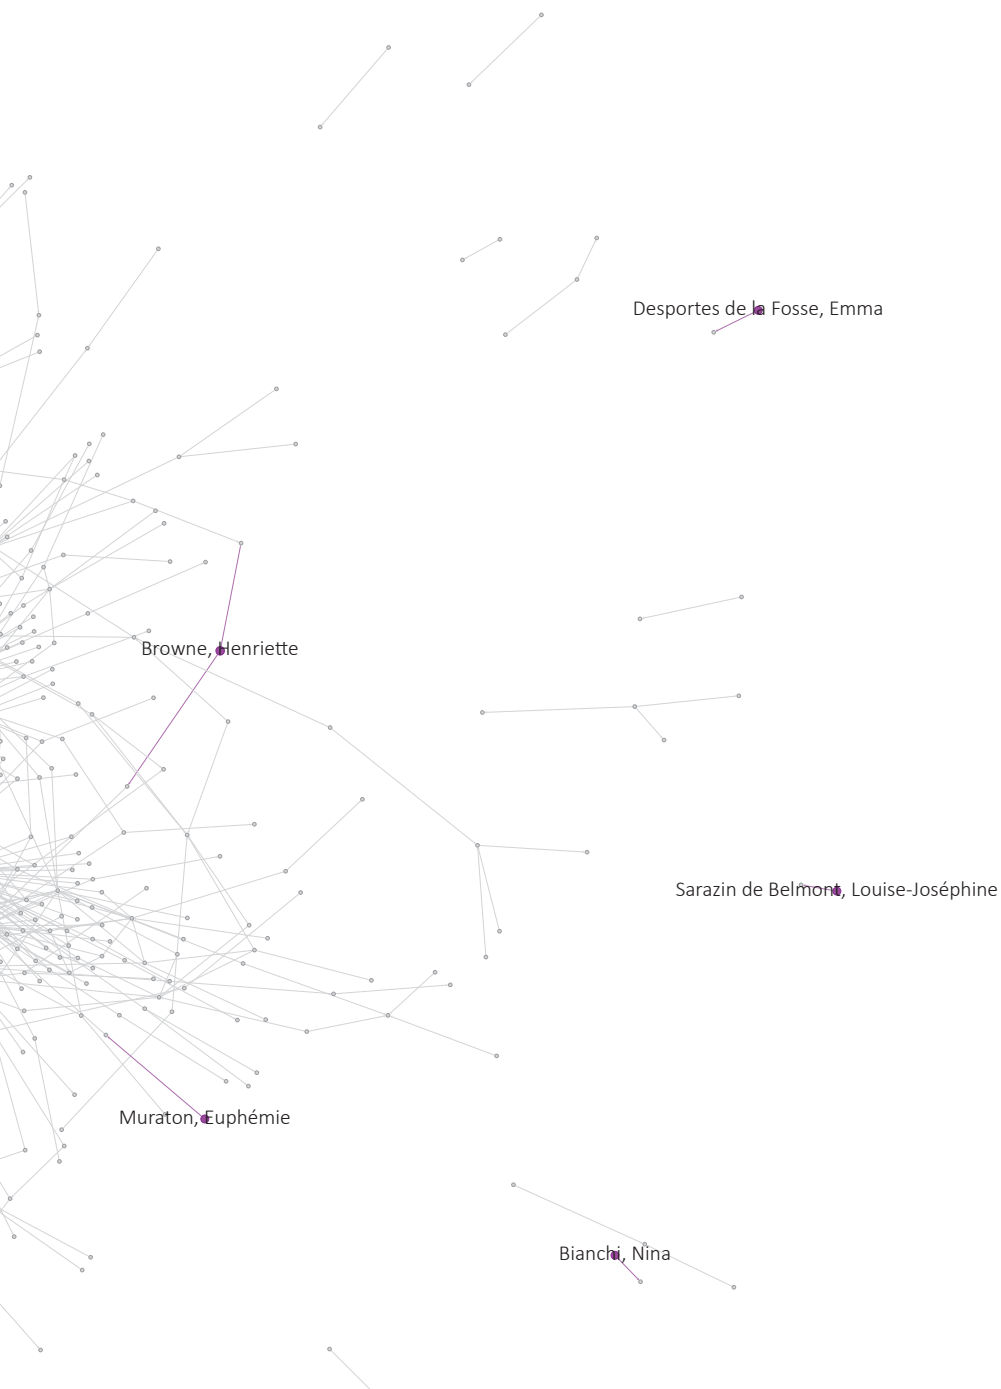 Desportes de la Fosse, Emma
Browne, Henriette
Sarazin de Belmont, Louise-Joséphine
Muraton, Euphémie
Bianchi, Nina